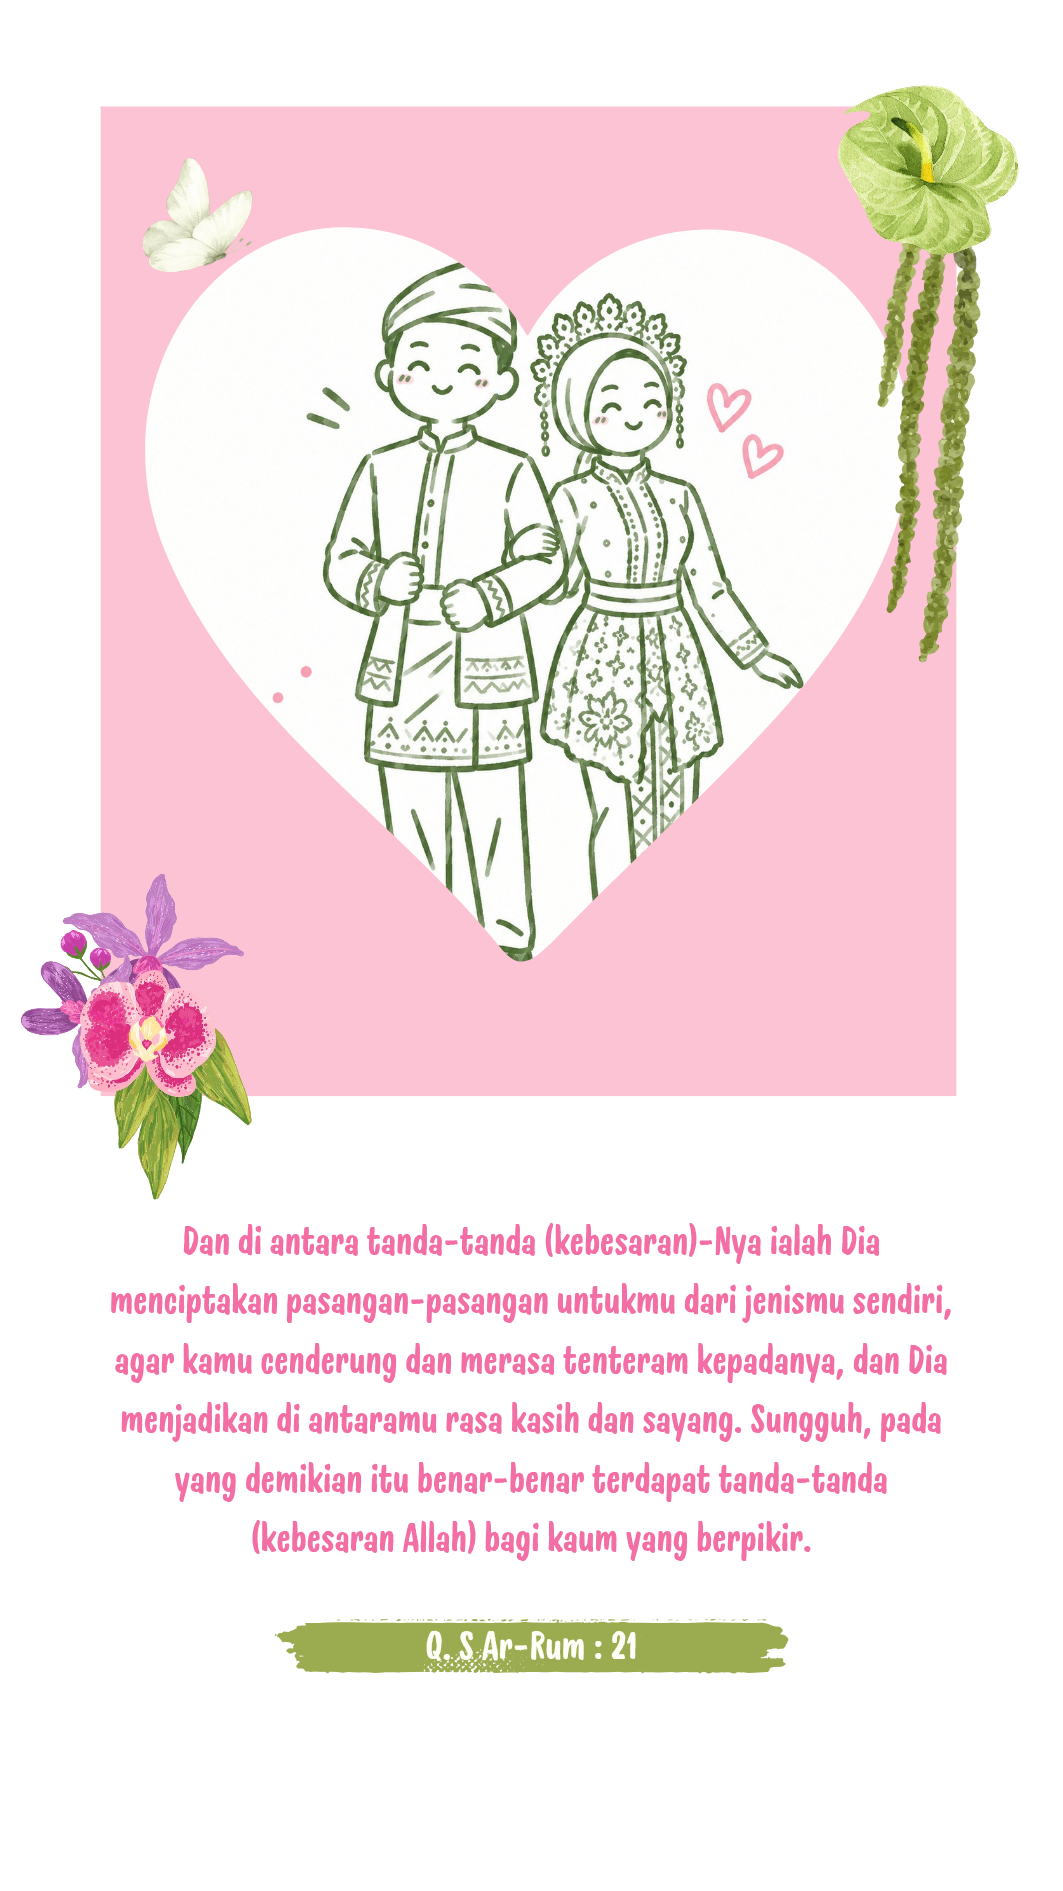 Dan di antara tanda-tanda (kebesaran)-Nya ialah Dia
menciptakan pasangan-pasangan untukmu dari jenismu sendiri,
agar kamu cenderung dan merasa tenteram kepadanya, dan Dia
menjadikan di antaramu rasa kasih dan sayang. Sungguh, pada
yang demikian itu benar-benar terdapat tanda-tanda
(kebesaran Allah) bagi kaum yang berpikir.
Q. S Ar-Rum : 21